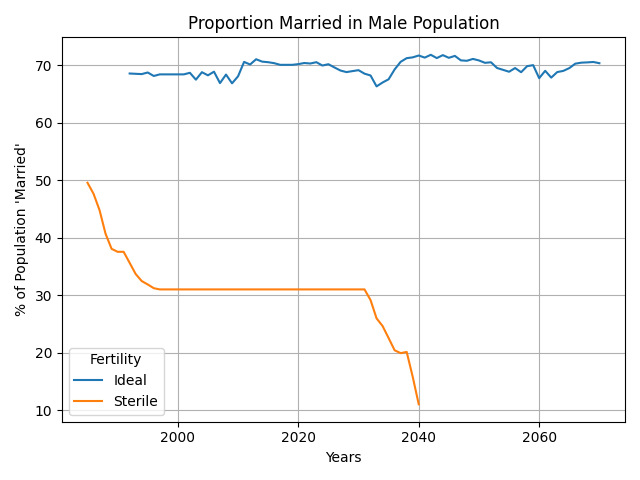 Proportion Married in Male Population
% of Population 'Married'
70
60
50
40
30
20
10
Fertility
Ideal
Sterile
2000 2020 2040 2060
Years